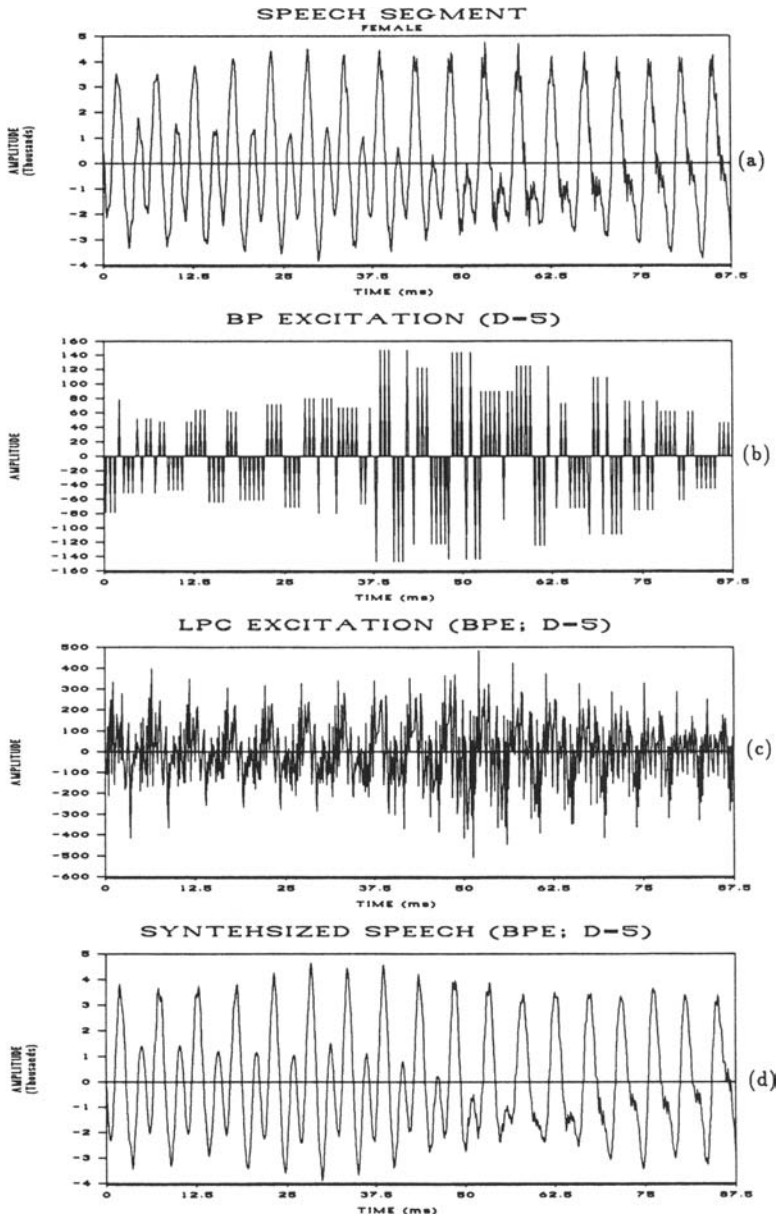 SPEECH SEGMENT
FEMALE
5
4
3
2
1
0
-1
-2
-3
-4
AMPLITUDE
(Thousands)
(a)
0 12.5 25 37.5 50 62.5 75 87.5
TIME (ms)
BP EXCITATION (D-5)
160
140
120
100
80
60
40
20
0
-20
-40
-60
-80
-100
-120
-140
-160
AMPLITUDE
(b)
0 12.5 25 37.5 50 62.5 75 87.5
TIME (ms)
LPC EXCITATION (BPE; D-5)
500
400
300
200
100
0
-100
-200
-300
-400
-500
-600
AMPLITUDE
(c)
0 12.5 25 37.5 50 62.5 75 87.5
TIME (ms)
SYNTEHSIZED SPEECH (BPE; D-5)
5
4
3
2
1
0
-1
-2
-3
-4
AMPLITUDE
(Thousands)
(d)
0 12.5 25 37.5 50 62.5 75 87.5
TIME (ms)